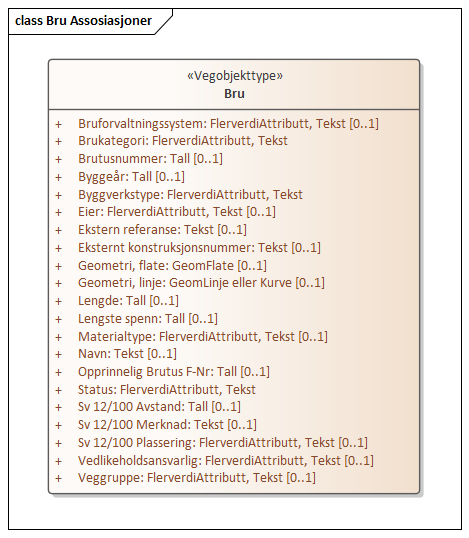 class Bru Assosiasjoner
«Vegobjekttype»
Bru
+ Bruforvaltningssystem: FlerverdiAttributt, Tekst [0..1]
+ Brukategori: FlerverdiAttributt, Tekst
+ Brutusnummer: Tall [0..1]
+ Byggeår: Tall [0..1]
+ Byggverkstype: FlerverdiAttributt, Tekst
+ Eier: FlerverdiAttributt, Tekst [0..1]
+ Ekstern referanse: Tekst [0..1]
+ Eksternt konstruksjonsnummer: Tekst [0..1]
+ Geometri, flate: GeomFlate [0..1]
+ Geometri, linje: GeomLinje eller Kurve [0..1]
+ Lengde: Tall [0..1]
+ Lengste spenn: Tall [0..1]
+ Materialtype: FlerverdiAttributt, Tekst [0..1]
+ Navn: Tekst [0..1]
+ Opprinnelig Brutus F-Nr: Tall [0..1]
+ Status: FlerverdiAttributt, Tekst
+ Sv 12/100 Avstand: Tall [0..1]
+ Sv 12/100 Merknad: Tekst [0..1]
+ Sv 12/100 Plassering: FlerverdiAttributt, Tekst [0..1]
+ Vedlikeholdsansvarlig: FlerverdiAttributt, Tekst [0..1]
+ Veggruppe: FlerverdiAttributt, Tekst [0..1]